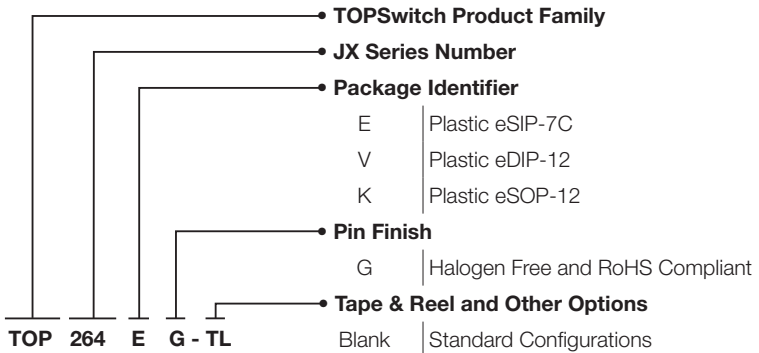 TOPSwitch Product Family
JX Series Number
Package Identifier
E Plastic eSIP-7C
V Plastic eDIP-12
K Plastic eSOP-12
Pin Finish
G Halogen Free and RoHS Compliant
Tape & Reel and Other Options
TOP 264 E G - TL Blank Standard Configurations